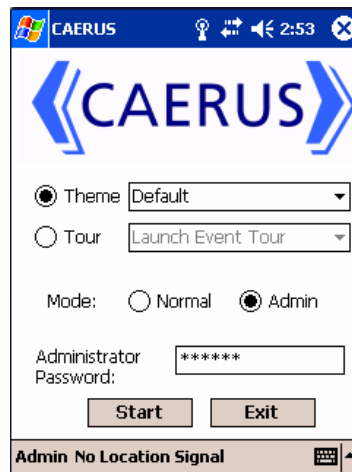 CAERUS 2:53
CAERUS
Theme Default
Tour Launch Event Tour
Mode: Normal Admin
Administrator
Password: ******
Start Exit
Admin No Location Signal